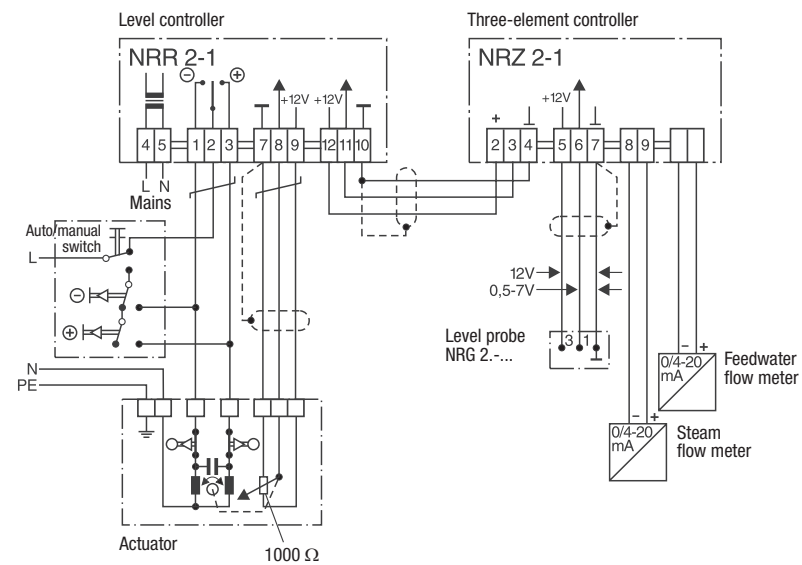 Level controller
Three-element controller
NRR 2-1
NRZ 2-1
⊖ ⊕
+12V +12V
+12V
+
4 5 1 2 3 7 8 9 12 11 10
2 3 4 5 6 7 8 9
L N
Mains
Auto/manual
switch
L
⊖
⊕
12V
0,5-7V
Level probe
NRG 2.-...
3 1
N
PE
− +
0/4-20
mA
Feedwater
flow meter
− +
0/4-20
mA
Steam
flow meter
Actuator
1000 Ω